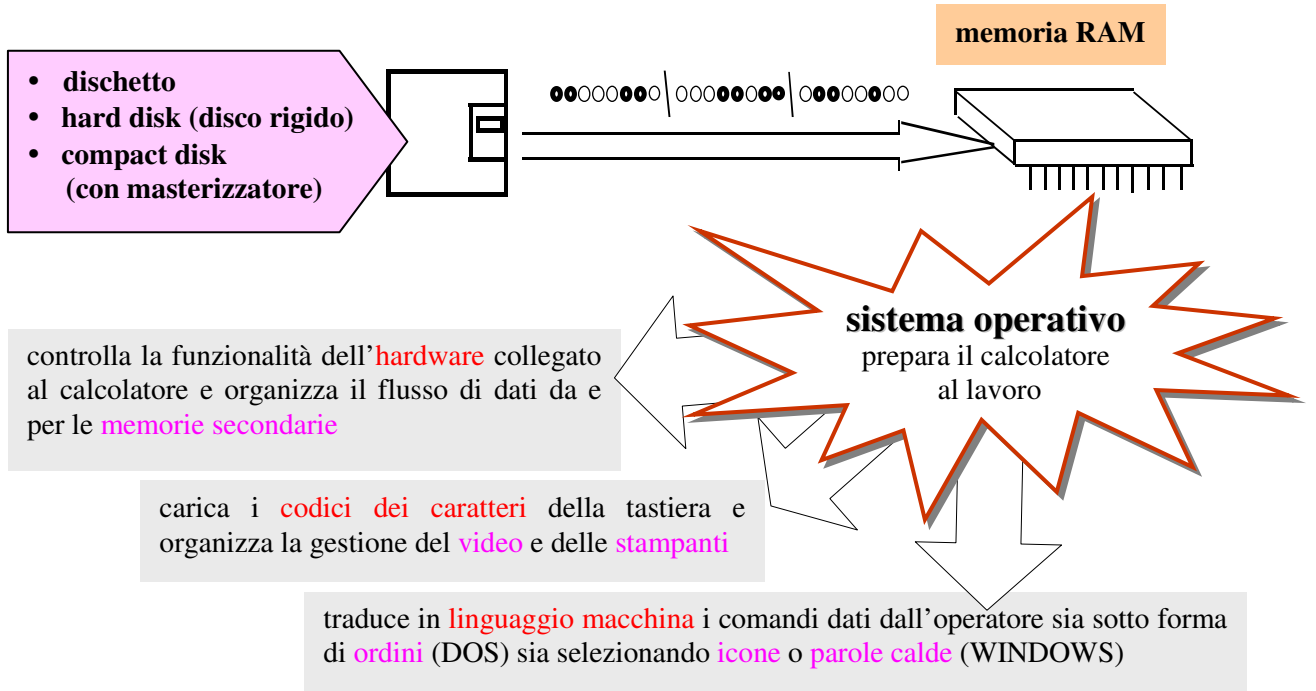 memoria RAM
• dischetto
• hard disk (disco rigido)
• compact disk
(con masterizzatore)
sistema operativo
prepara il calcolatore
al lavoro
controlla la funzionalità dell’hardware collegato
al calcolatore e organizza il flusso di dati da e
per le memorie secondarie
carica i codici dei caratteri della tastiera e
organizza la gestione del video e delle stampanti
traduce in linguaggio macchina i comandi dati dall’operatore sia sotto forma
di ordini (DOS) sia selezionando icone o parole calde (WINDOWS)